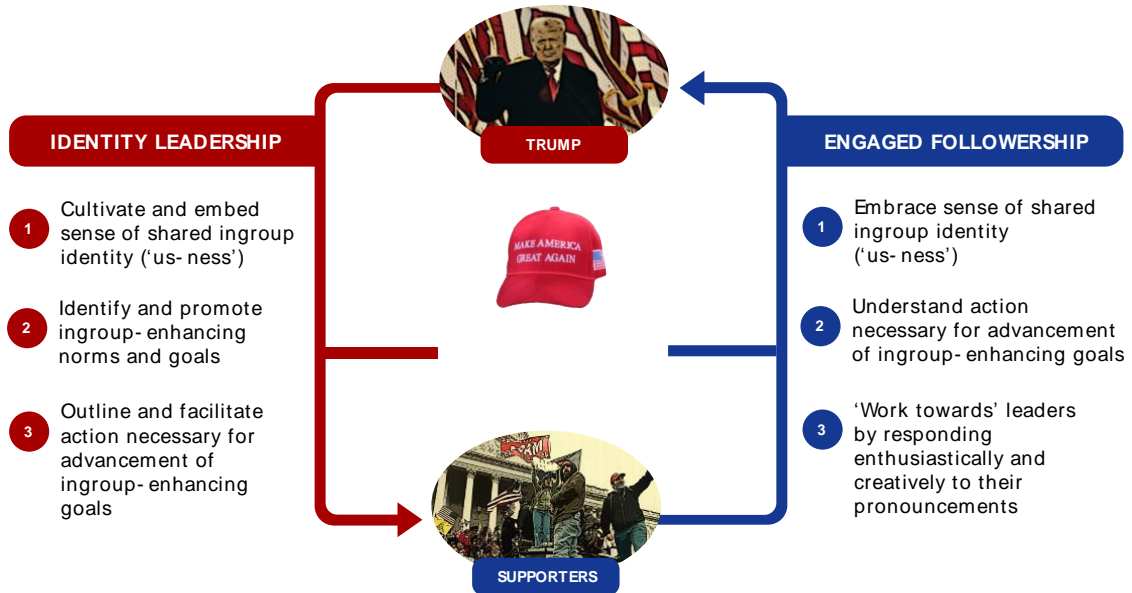 TRUMP
IDENTITY LEADERSHIP
1
Cultivate and embed
sense of shared ingroup
identity (‘us- ness’)
2
Identify and promote
ingroup- enhancing
norms and goals
3
Outline and facilitate
action necessary for
advancement of
ingroup- enhancing
goals
MAKE AMERICA
GREAT AGAIN
ENGAGED FOLLOWERSHIP
1
Embrace sense of shared
ingroup identity
(‘us- ness’)
2
Understand action
necessary for advancement
of ingroup- enhancing goals
3
‘Work towards’ leaders
by responding
enthusiastically and
creatively to their
pronouncements
SUPPORTERS